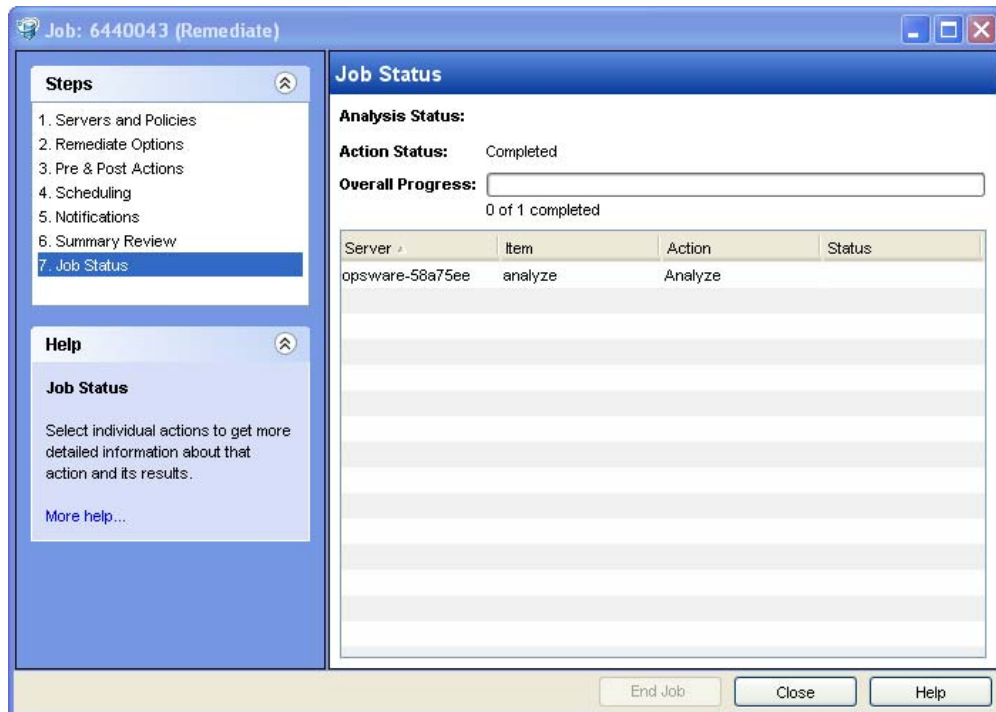 Job: 6440043 (Remediate)
Steps
1. Servers and Policies
2. Remediate Options
3. Pre & Post Actions
4. Scheduling
5. Notifications
6. Summary Review
7. Job Status
Help
Job Status
Select individual actions to get more
detailed information about that
action and its results.
More help...
Job Status
Analysis Status:
Action Status: Completed
Overall Progress:
0 of 1 completed
Server Item Action Status
opsware-58a75ee analyze Analyze
End Job Close Help